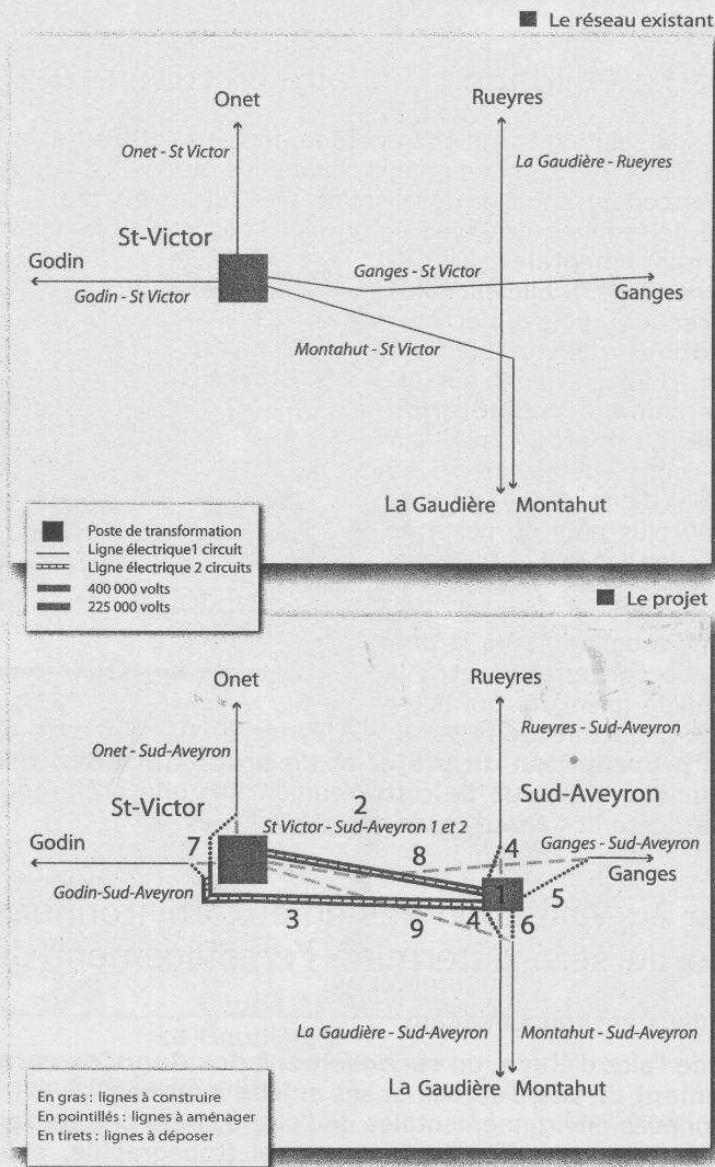 Le réseau existant
Onet
Rueyres
Onet - St Victor
La Gaudière - Rueyres
St-Victor
Godin
Ganges - St Victor
Godin - St Victor
Ganges
Montahut - St Victor
La Gaudière Montahut
Poste de transformation
Ligne électrique1 circuit
Ligne électrique 2 circuits
400 000 volts
225 000 volts
Le projet
Onet
Rueyres
Onet - Sud-Aveyron
Rueyres - Sud-Aveyron
Sud-Aveyron
St-Victor
2
St Victor - Sud-Aveyron 1 et 2
Godin
7
8
4
Ganges - Sud-Aveyron
Ganges
Godin-Sud-Aveyron
1
5
3
9
4
6
La Gaudière - Sud-Aveyron
Montahut - Sud-Aveyron
La Gaudière Montahut
En gras : lignes à construire
En pointillés : lignes à aménager
En tirets : lignes à déposer